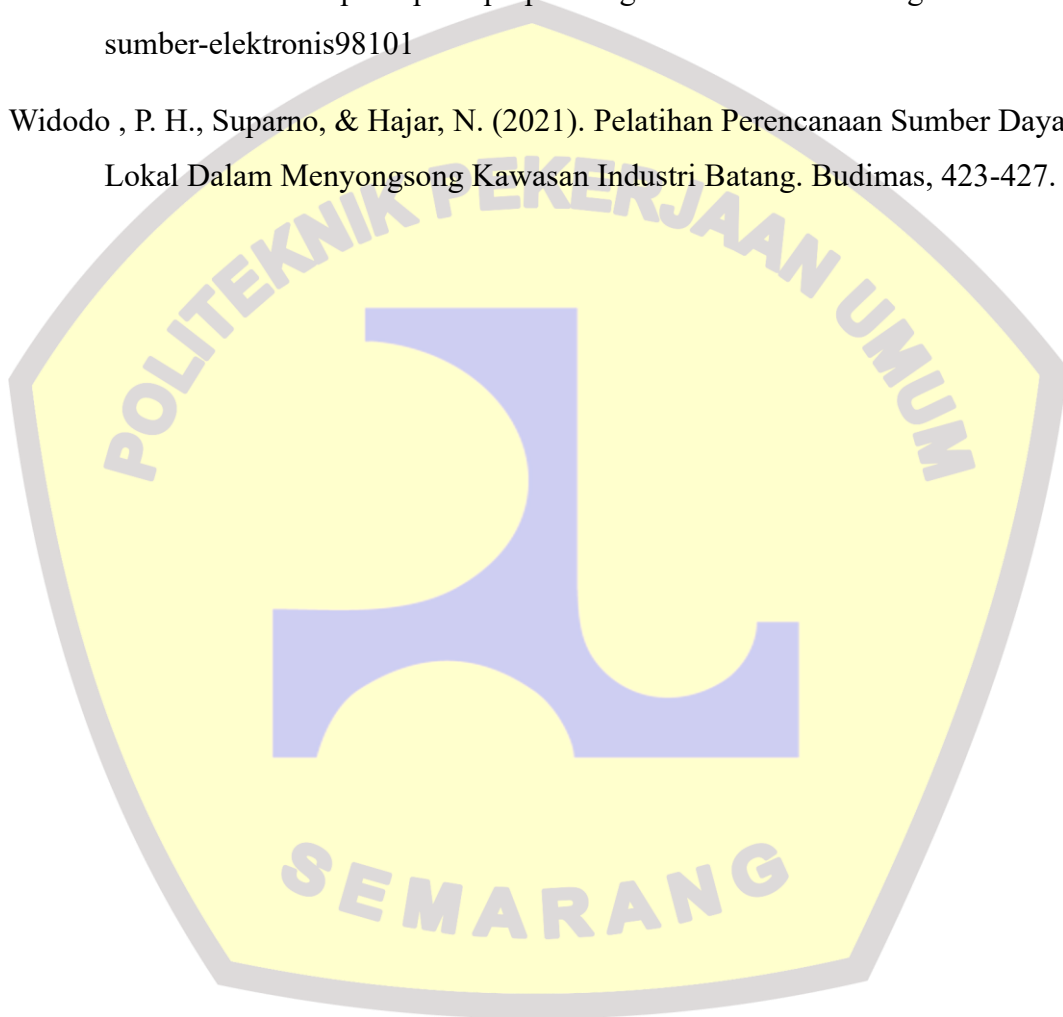 sumber-elektronis98101
Widodo , P. H., Suparno, & Hajar, N. (2021). Pelatihan Perencanaan Sumber Daya
Lokal Dalam Menyongsong Kawasan Industri Batang. Budimas, 423-427.
POLITEKNIK PEKERJAAN UMUM
SEMARANG